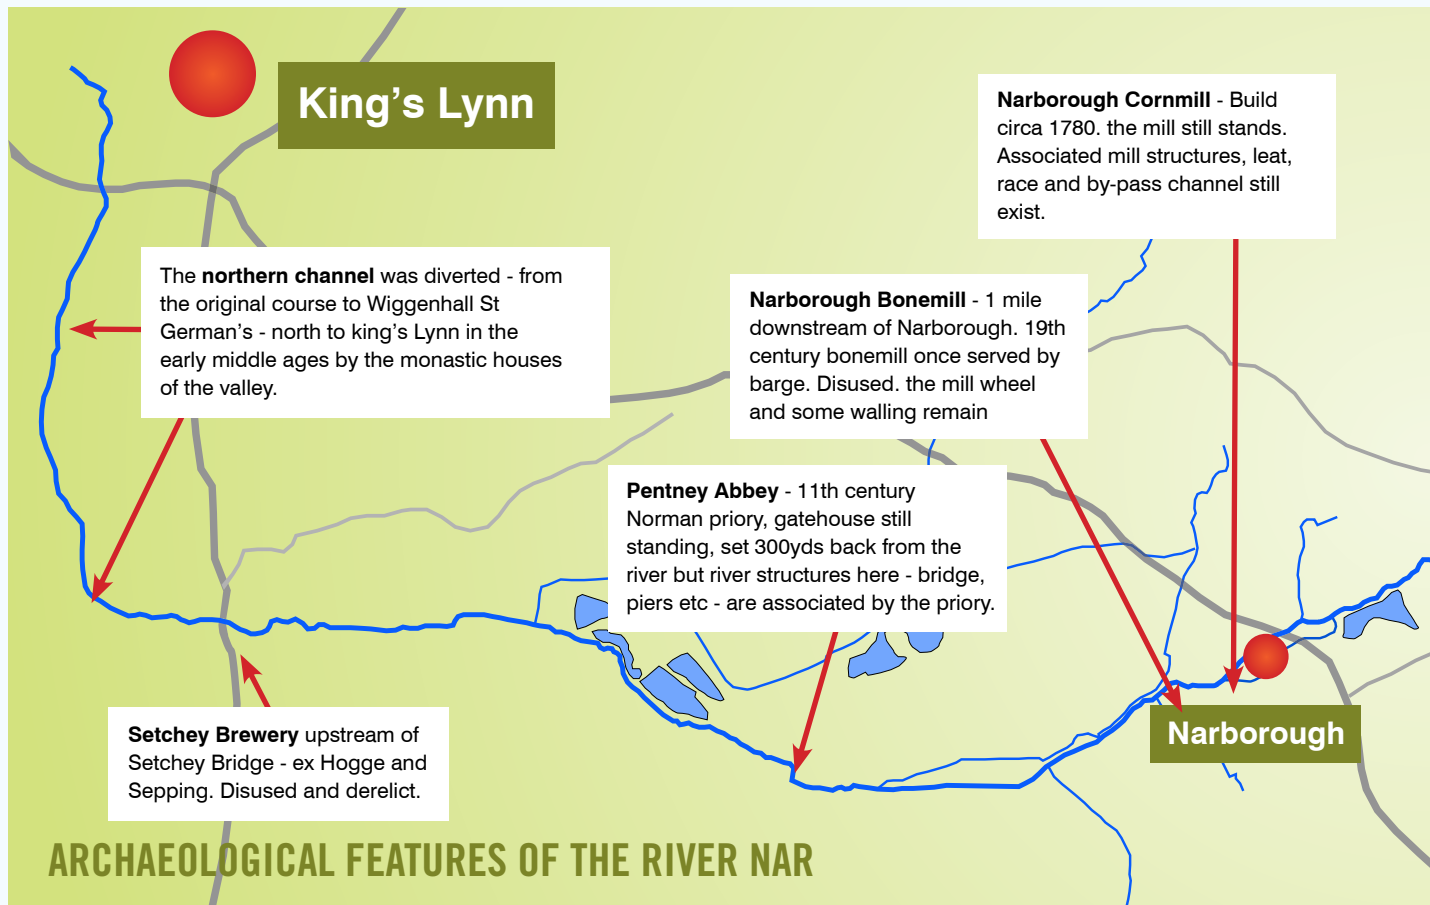 King's Lynn
Narborough Cornmill - Build
circa 1780. the mill still stands.
Associated mill structures, leat,
race and by-pass channel still
exist.
The northern channel was diverted - from
the original course to Wiggenhall St
German's - north to king's Lynn in the
early middle ages by the monastic houses
of the valley.
Narborough Bonemill - 1 mile
downstream of Narborough. 19th
century bonemill once served by
barge. Disused. the mill wheel
and some walling remain
Pentney Abbey - 11th century
Norman priory, gatehouse still
standing, set 300yds back from the
river but river structures here - bridge,
piers etc - are associated by the priory.
Setchey Brewery upstream of
Setchey Bridge - ex Hogge and
Sepping. Disused and derelict.
Narborough
ARCHAEOLOGICAL FEATURES OF THE RIVER NAR